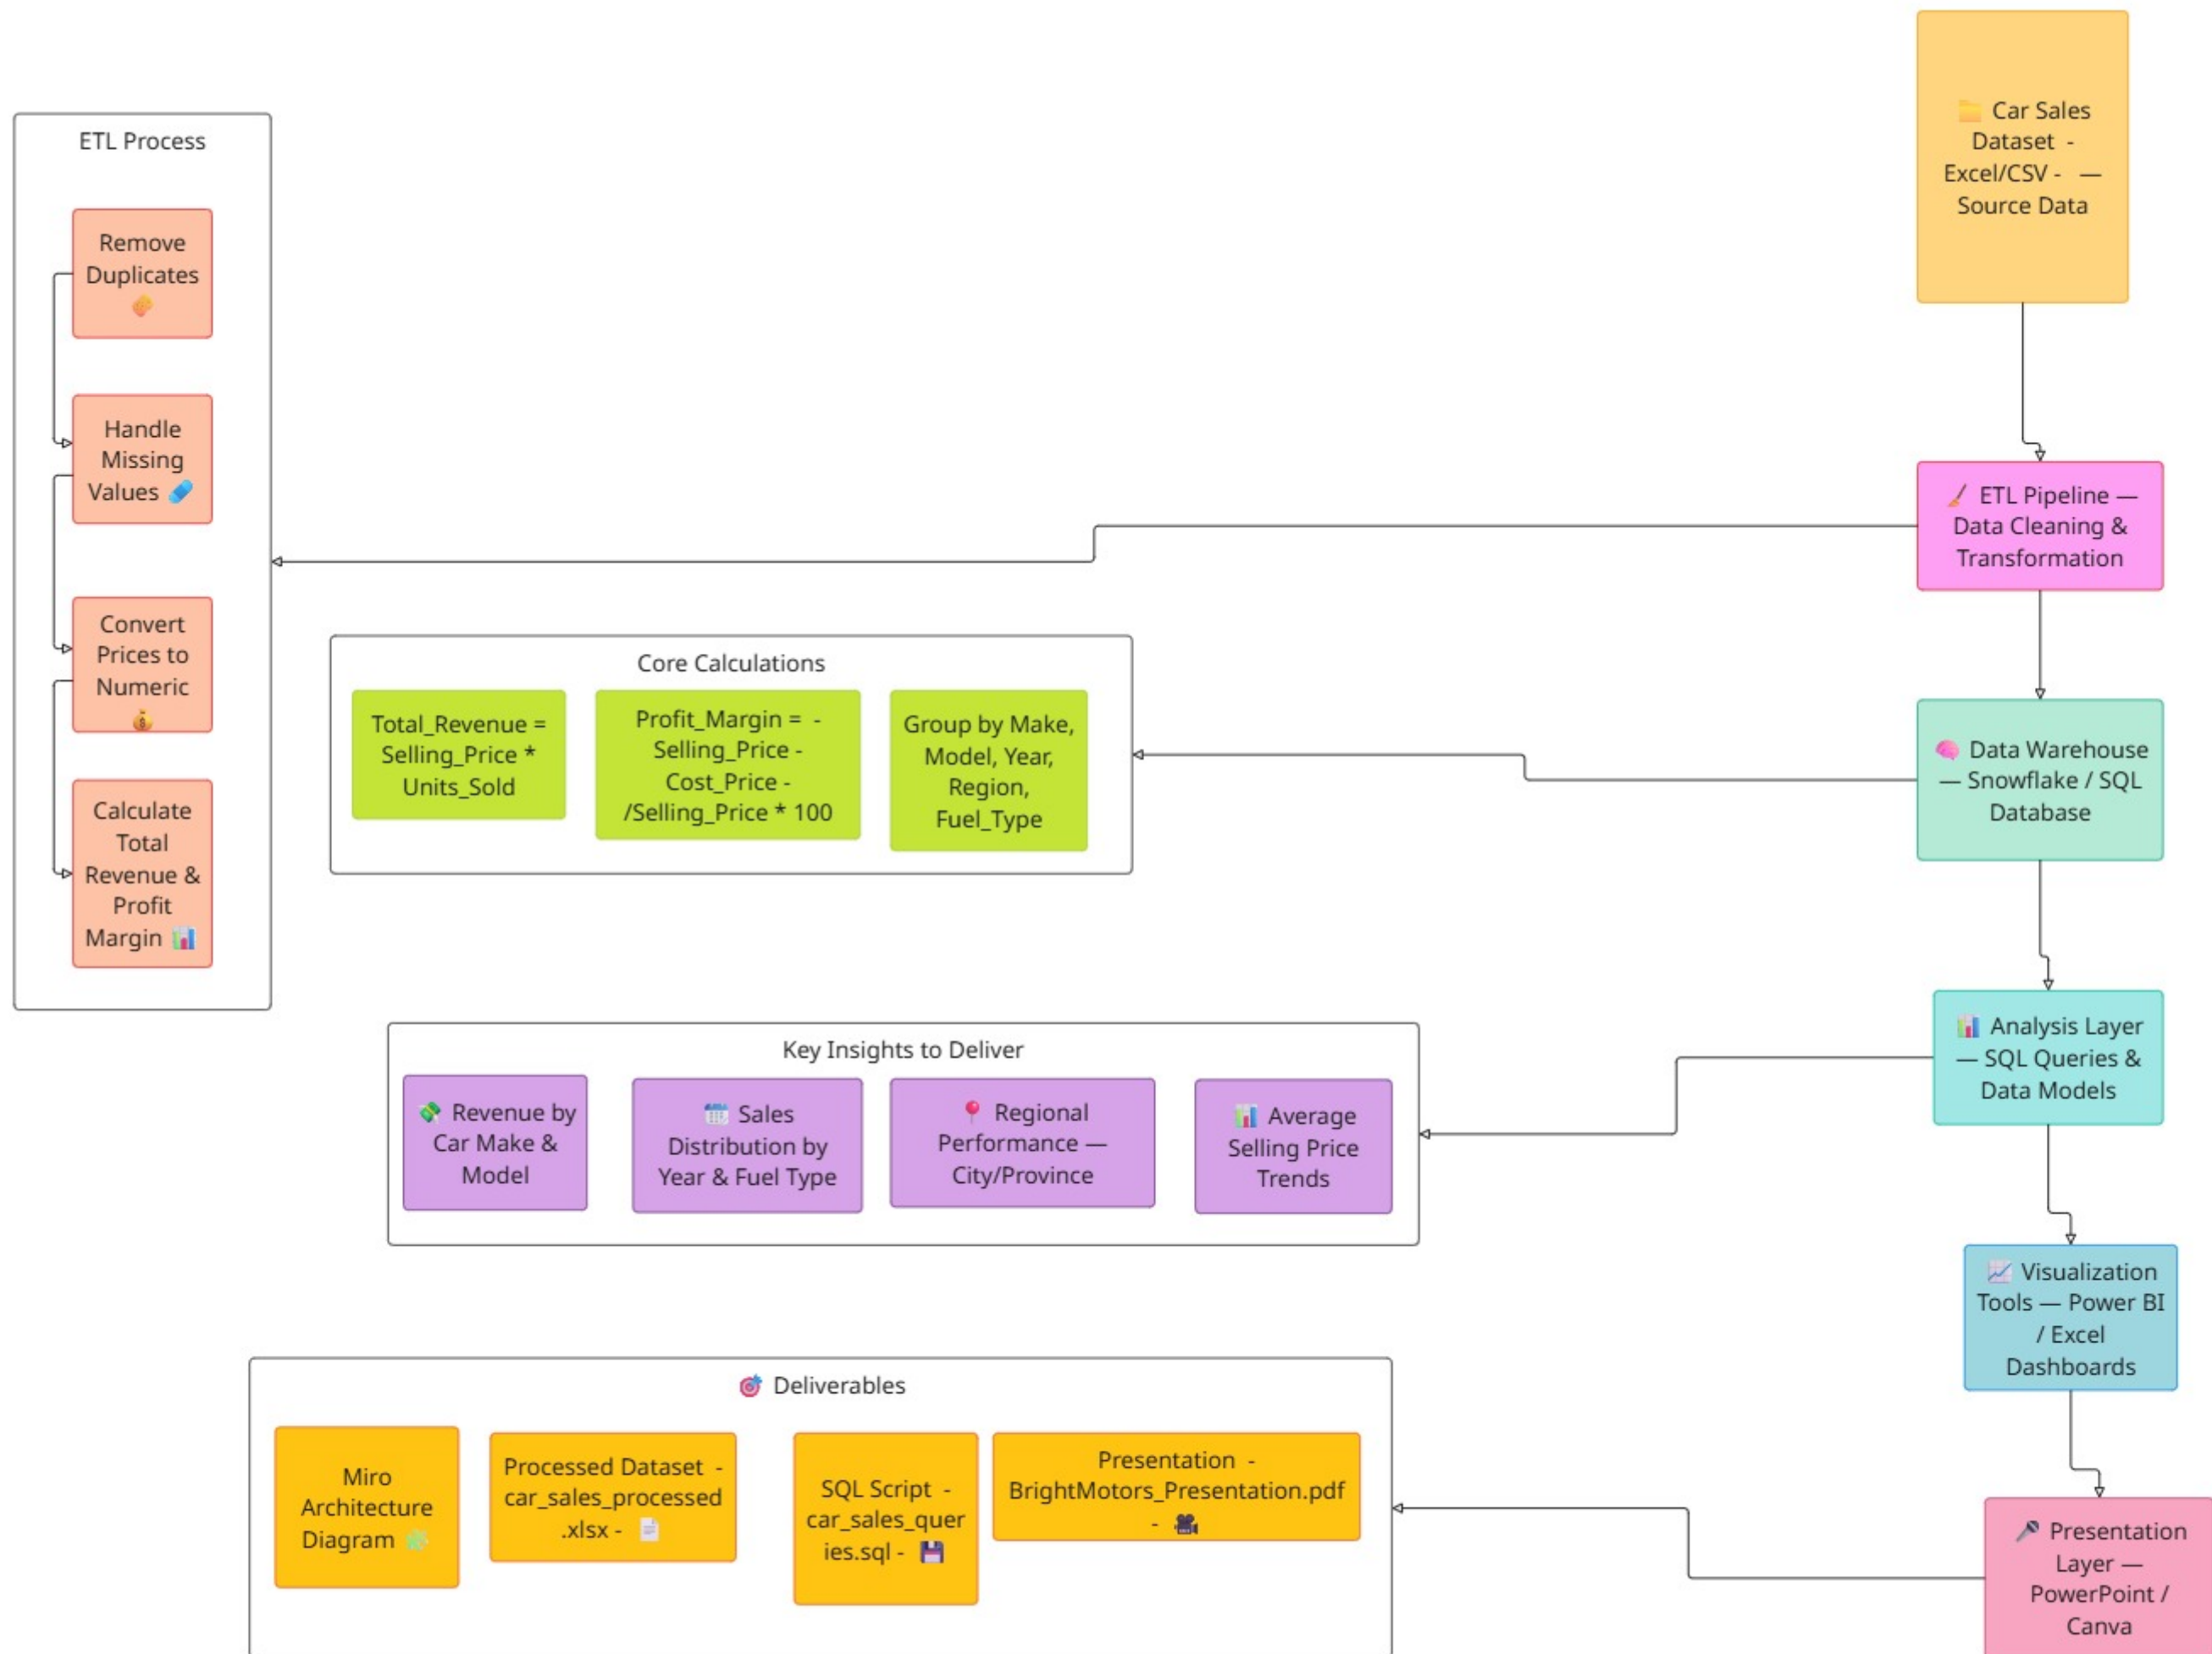 Car Sales
Dataset -
Excel/CSV - —
Source Data
ETL Process
Remove
Duplicates
Handle
Missing
Values
Convert
Prices to
Numeric
Calculate
Total
Revenue &
Profit
Margin
ETL Pipeline —
Data Cleaning &
Transformation
Core Calculations
Total_Revenue =
Selling_Price *
Units_Sold
Profit_Margin = -
Selling_Price -
Cost_Price -
/Selling_Price * 100
Group by Make,
Model, Year,
Region,
Fuel_Type
Data Warehouse
— Snowflake / SQL
Database
Analysis Layer
— SQL Queries &
Data Models
Key Insights to Deliver
Revenue by
Car Make &
Model
Sales
Distribution by
Year & Fuel Type
Regional
Performance —
City/Province
Average
Selling Price
Trends
Visualization
Tools — Power BI
/ Excel
Dashboards
Deliverables
Miro
Architecture
Diagram
Processed Dataset -
car_sales_processed
.xlsx -
SQL Script -
car_sales_quer
ies.sql -
Presentation -
BrightMotors_Presentation.pdf
-
Presentation
Layer —
PowerPoint /
Canva